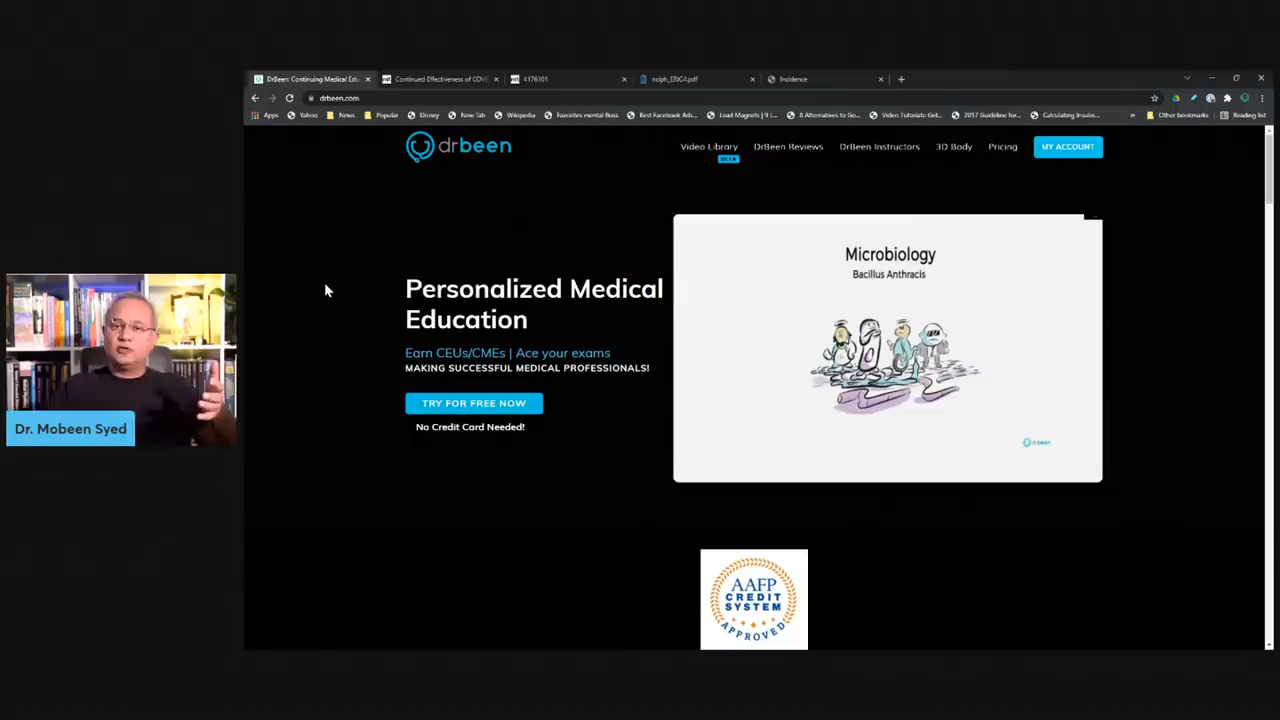 DrBeen: Continuing Medical Edu
Continued Effectiveness of COVI
4176101
nciph_ERIC4.pdf
Incidence
drbeen.com
Apps
Yahoo
News
Popular
Disney
New Tab
Wikipedia
Favorites mental Boss
Best Facebook Ads...
Lead Magnets | 9 i...
8 Alternatives to Go...
Video Tutorials: Get...
2017 Guideline for...
Calculating Insulin...
Other bookmarks
Reading list
drbeen
Video Library
BETA
DrBeen Reviews
DrBeen Instructors
3D Body
Pricing
MY ACCOUNT
Microbiology
Bacillus Anthracis
Personalized Medical
Education
Earn CEUs/CMEs | Ace your exams
MAKING SUCCESSFUL MEDICAL PROFESSIONALS!
TRY FOR FREE NOW
No Credit Card Needed!
Dr. Mobeen Syed
drbeen
AAFP
CREDIT
SYSTEM
APPROVED